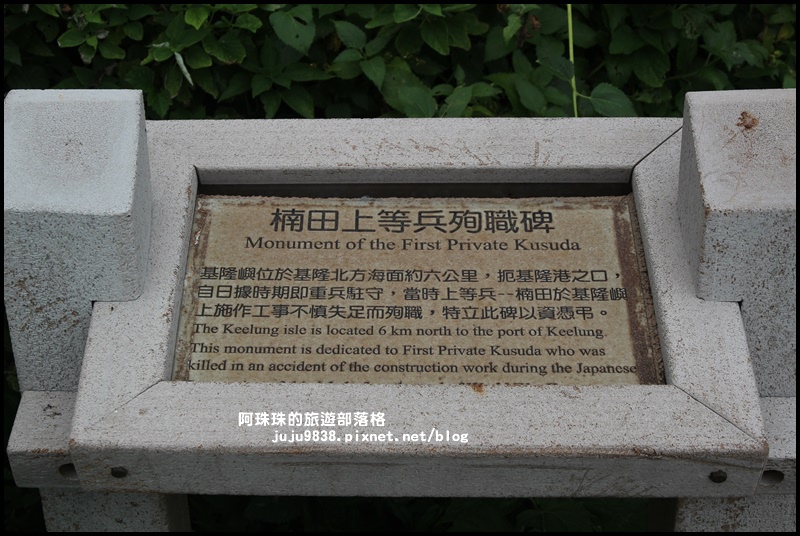 楠田上等兵殉職碑
Monument of the First Private Kusuda
基隆嶼位於基隆北方海面約六公里，扼基隆港之口，
自日據時期即重兵駐守，當時上等兵--楠田於基隆嶼
上施作工事不慎失足而殉職，特立此碑以資憑弔。
The Keelung isle is located 6 km north to the port of Keelung.
This monument is dedicated to First Private Kusuda who was
killed in an accident of the construction work during the Japanese
阿珠珠的旅遊部落格
juju9838.pixnet.net/blog